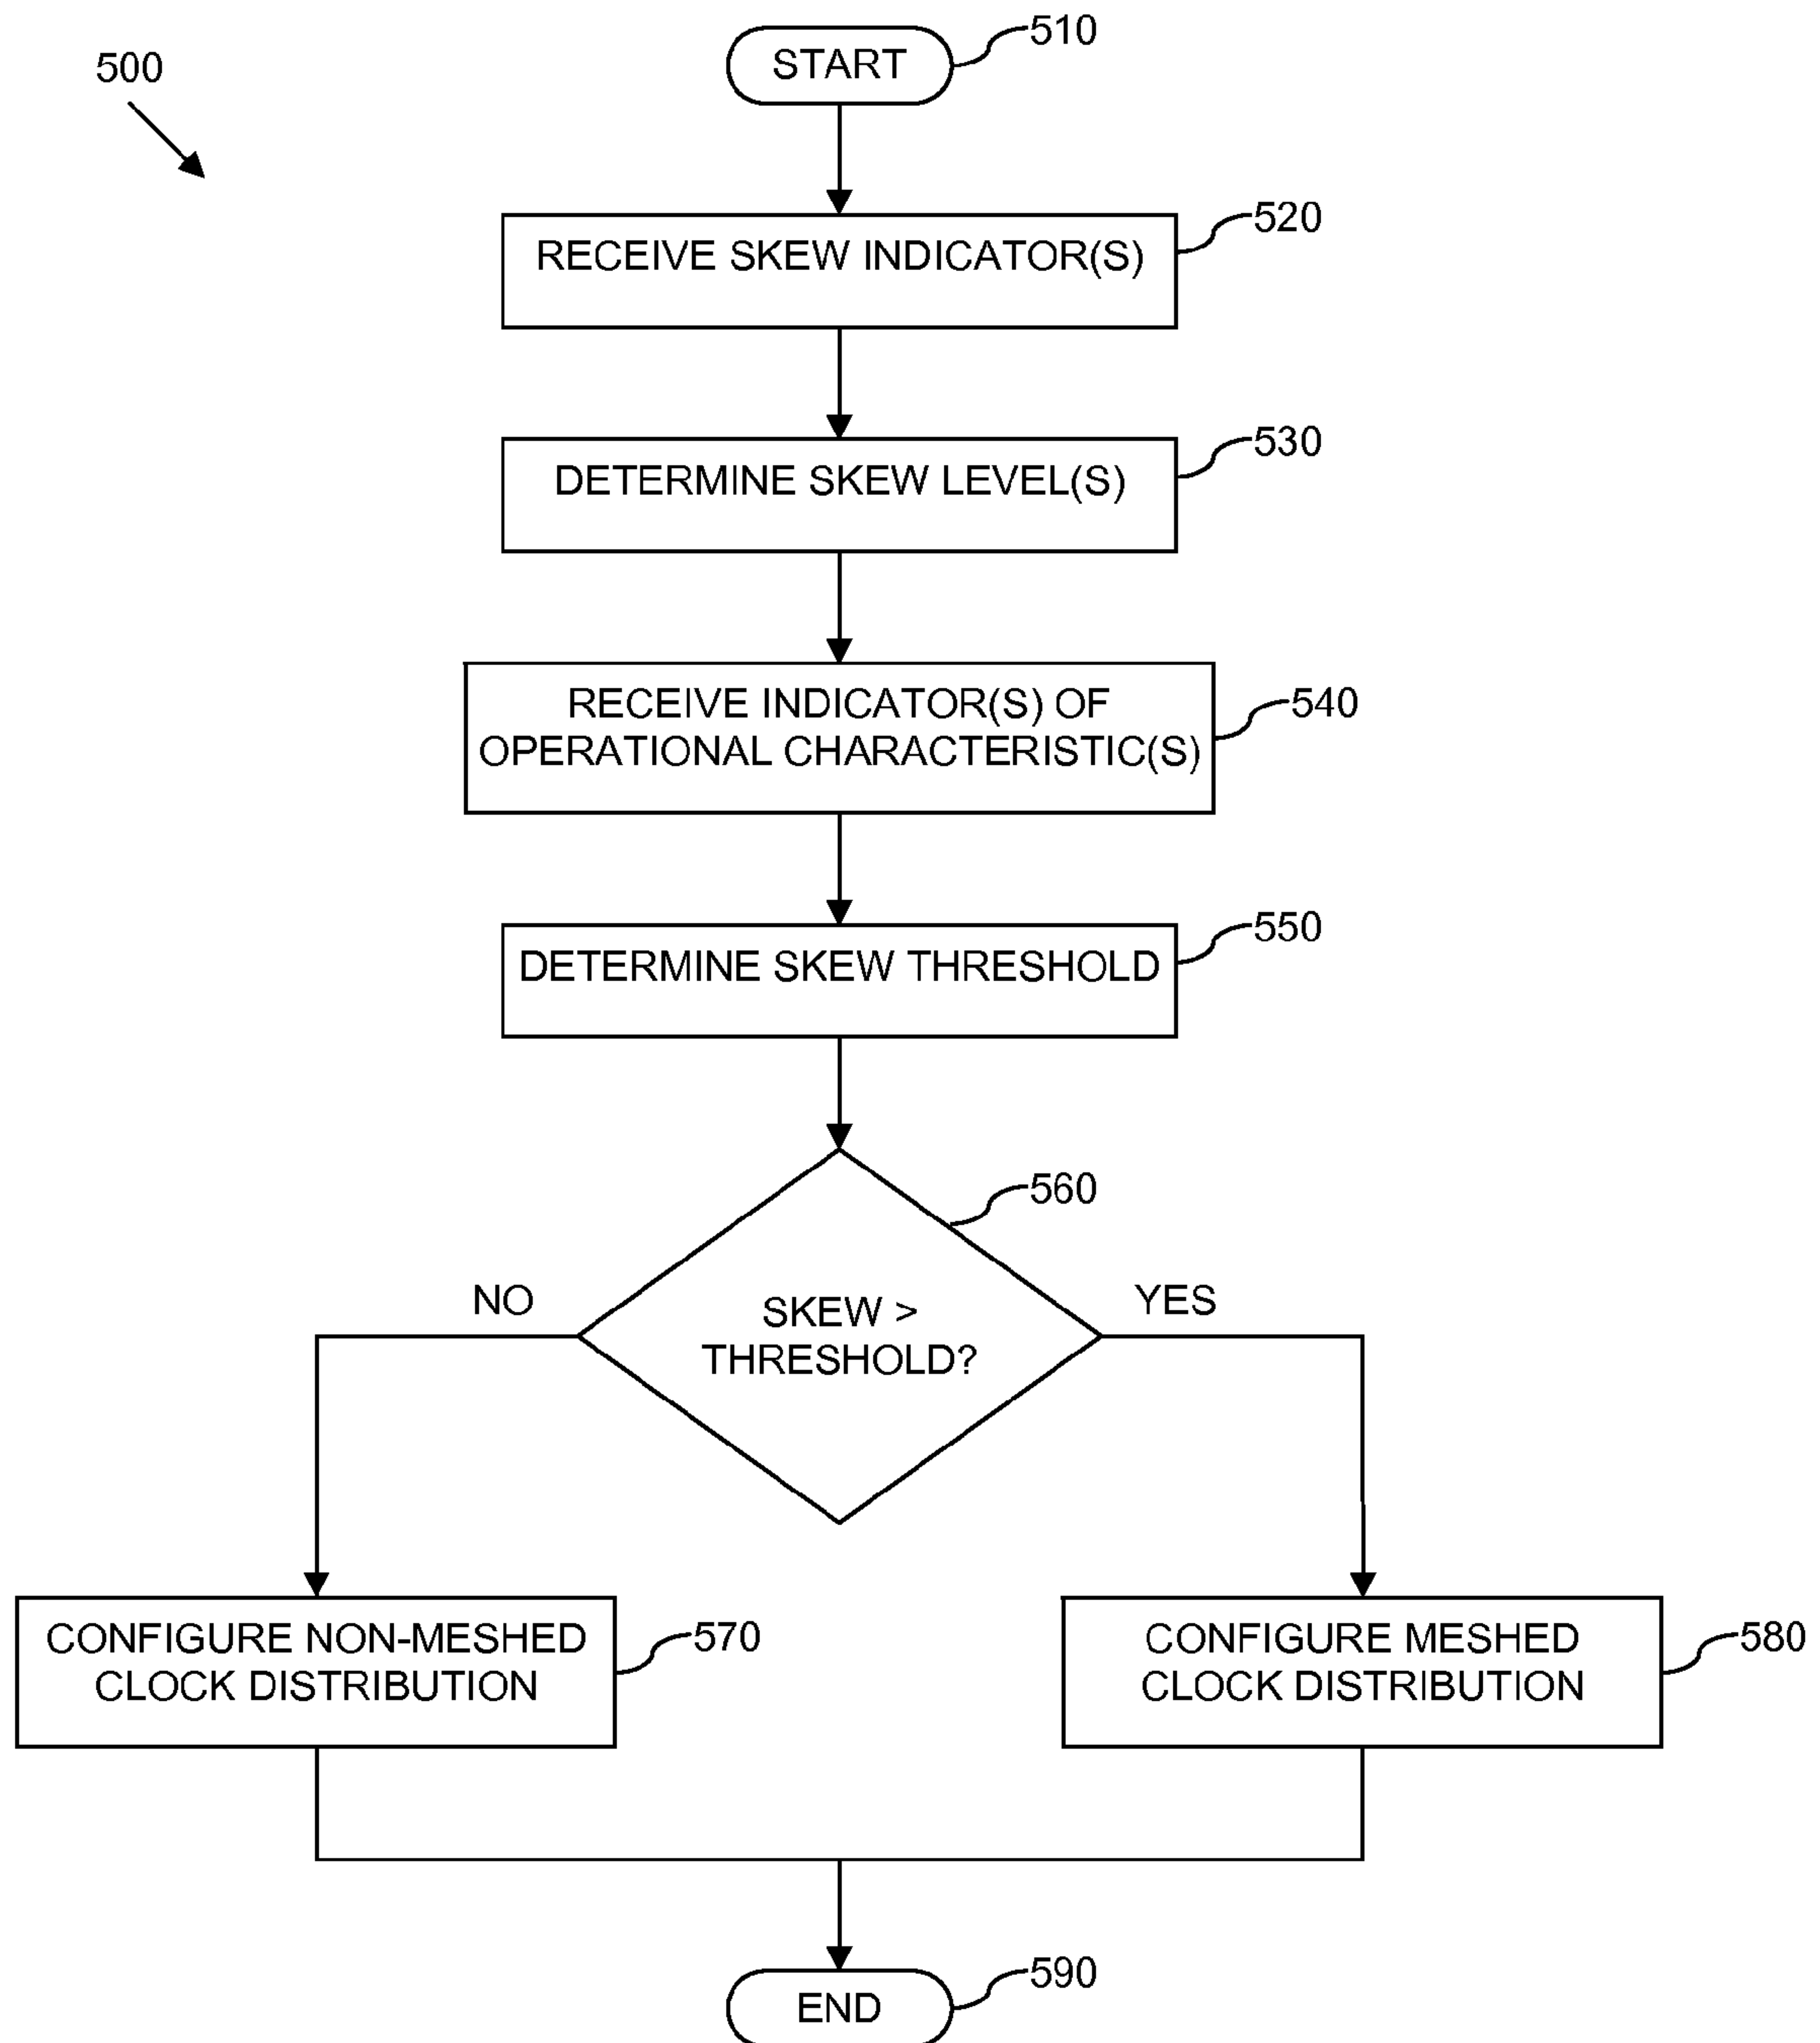 500
START
510
RECEIVE SKEW INDICATOR(S)
520
DETERMINE SKEW LEVEL(S)
530
RECEIVE INDICATOR(S) OF
OPERATIONAL CHARACTERISTIC(S)
540
DETERMINE SKEW THRESHOLD
550
560
NO
SKEW >
THRESHOLD?
YES
CONFIGURE NON-MESHED
CLOCK DISTRIBUTION
570
CONFIGURE MESHED
CLOCK DISTRIBUTION
580
END
590